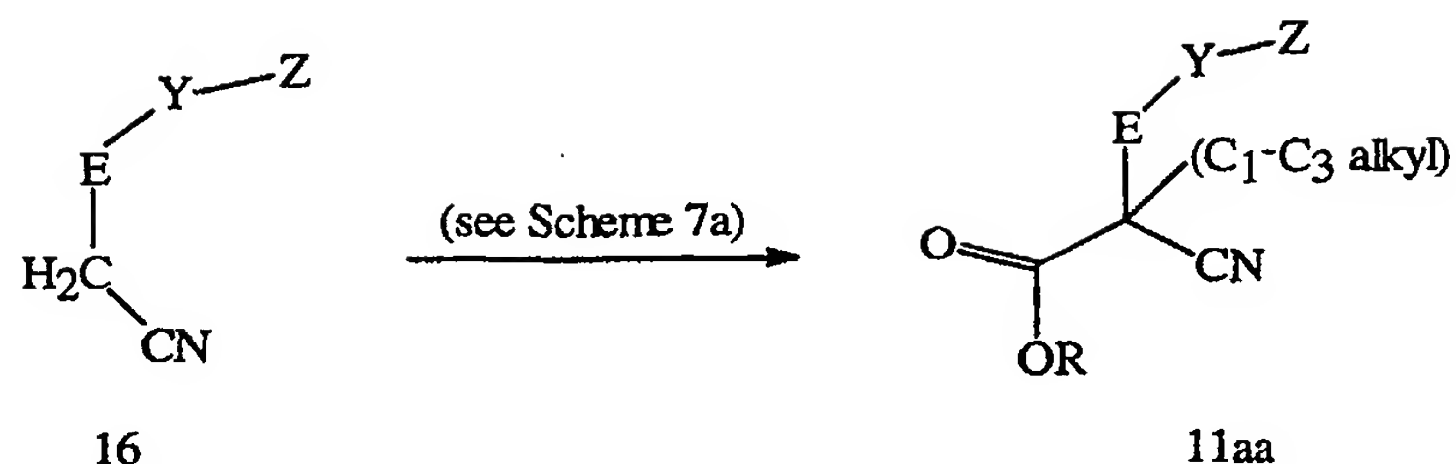 Y Z
E
H2C
CN
(see Scheme 7a)
16
Y Z
E
(C1-C3 alkyl)
O
CN
OR
11aa